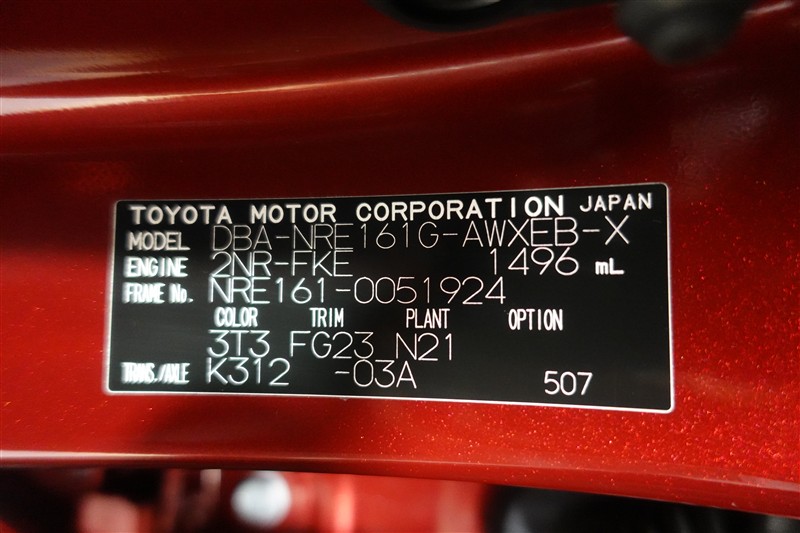 TOYOTA MOTOR CORPORATION JAPAN
MODEL DBA-NRE161G-AWXEB-X
ENGINE 2NR-FKE 1496 mL
FRAME No. NRE161-0051924
COLOR TRIM PLANT OPTION
3T3 FG23 N21
TRANS./AXLE K312 -03A 507